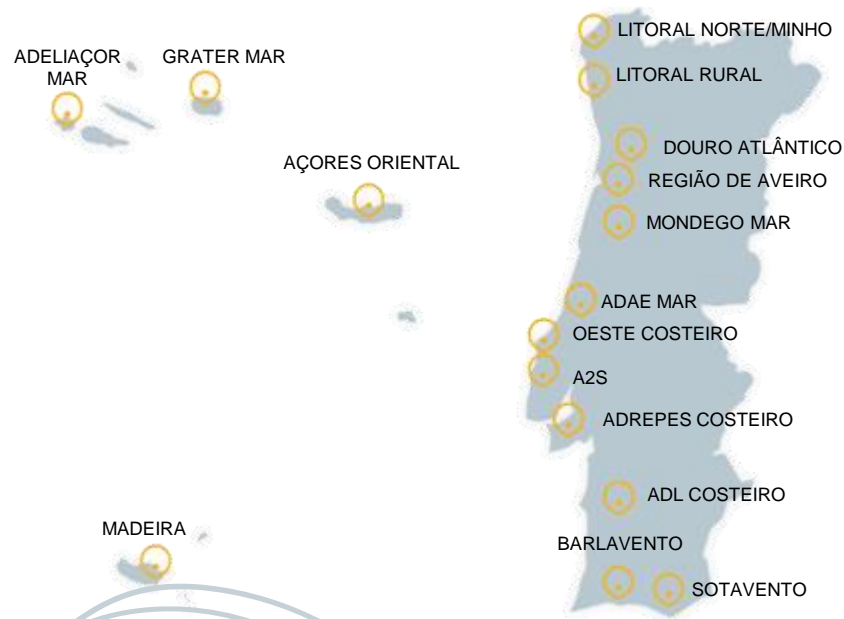 LITORAL NORTE/MINHO
ADELIAÇOR
MAR
GRATER MAR
LITORAL RURAL
DOURO ATLÂNTICO
AÇORES ORIENTAL
REGIÃO DE AVEIRO
MONDEGO MAR
ADAE MAR
OESTE COSTEIRO
A2S
ADREPES COSTEIRO
ADL COSTEIRO
MADEIRA
BARLAVENTO
SOTAVENTO